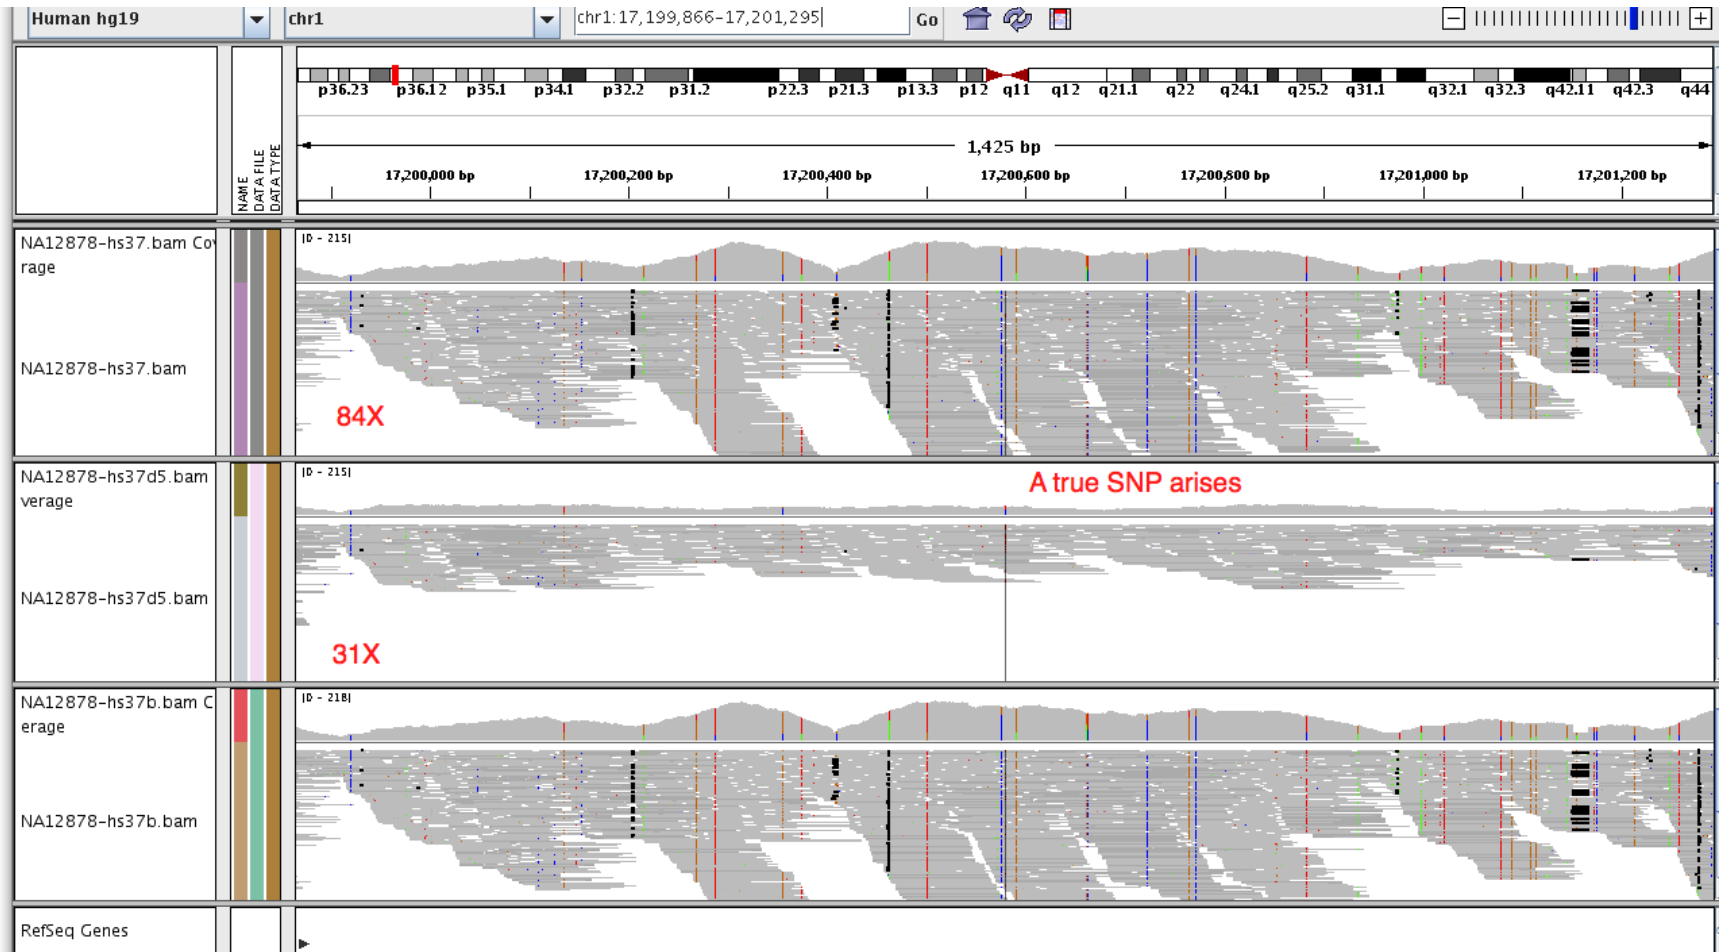 Human hg19 chr1 chr1:17,199,866-17,201,295 Go
p36.23 p36.12 p35.1 p34.1 p32.2 p31.2 p22.3 p21.3 p13.3 p12 q11 q12 q21.1 q22 q24.1 q25.2 q31.1 q32.1 q32.3 q42.11 q42.3 q44
1,425 bp
17,200,000 bp 17,200,200 bp 17,200,400 bp 17,200,600 bp 17,200,800 bp 17,201,000 bp 17,201,200 bp
NAME
DATA FILE
DATA TYPE
NA12878-hs37.bam Cov
rage
[0 - 215]
NA12878-hs37.bam
84X
NA12878-hs37d5.bam
verage
[0 - 215]
A true SNP arises
NA12878-hs37d5.bam
31X
NA12878-hs37b.bam C
erage
[0 - 218]
NA12878-hs37b.bam
RefSeq Genes